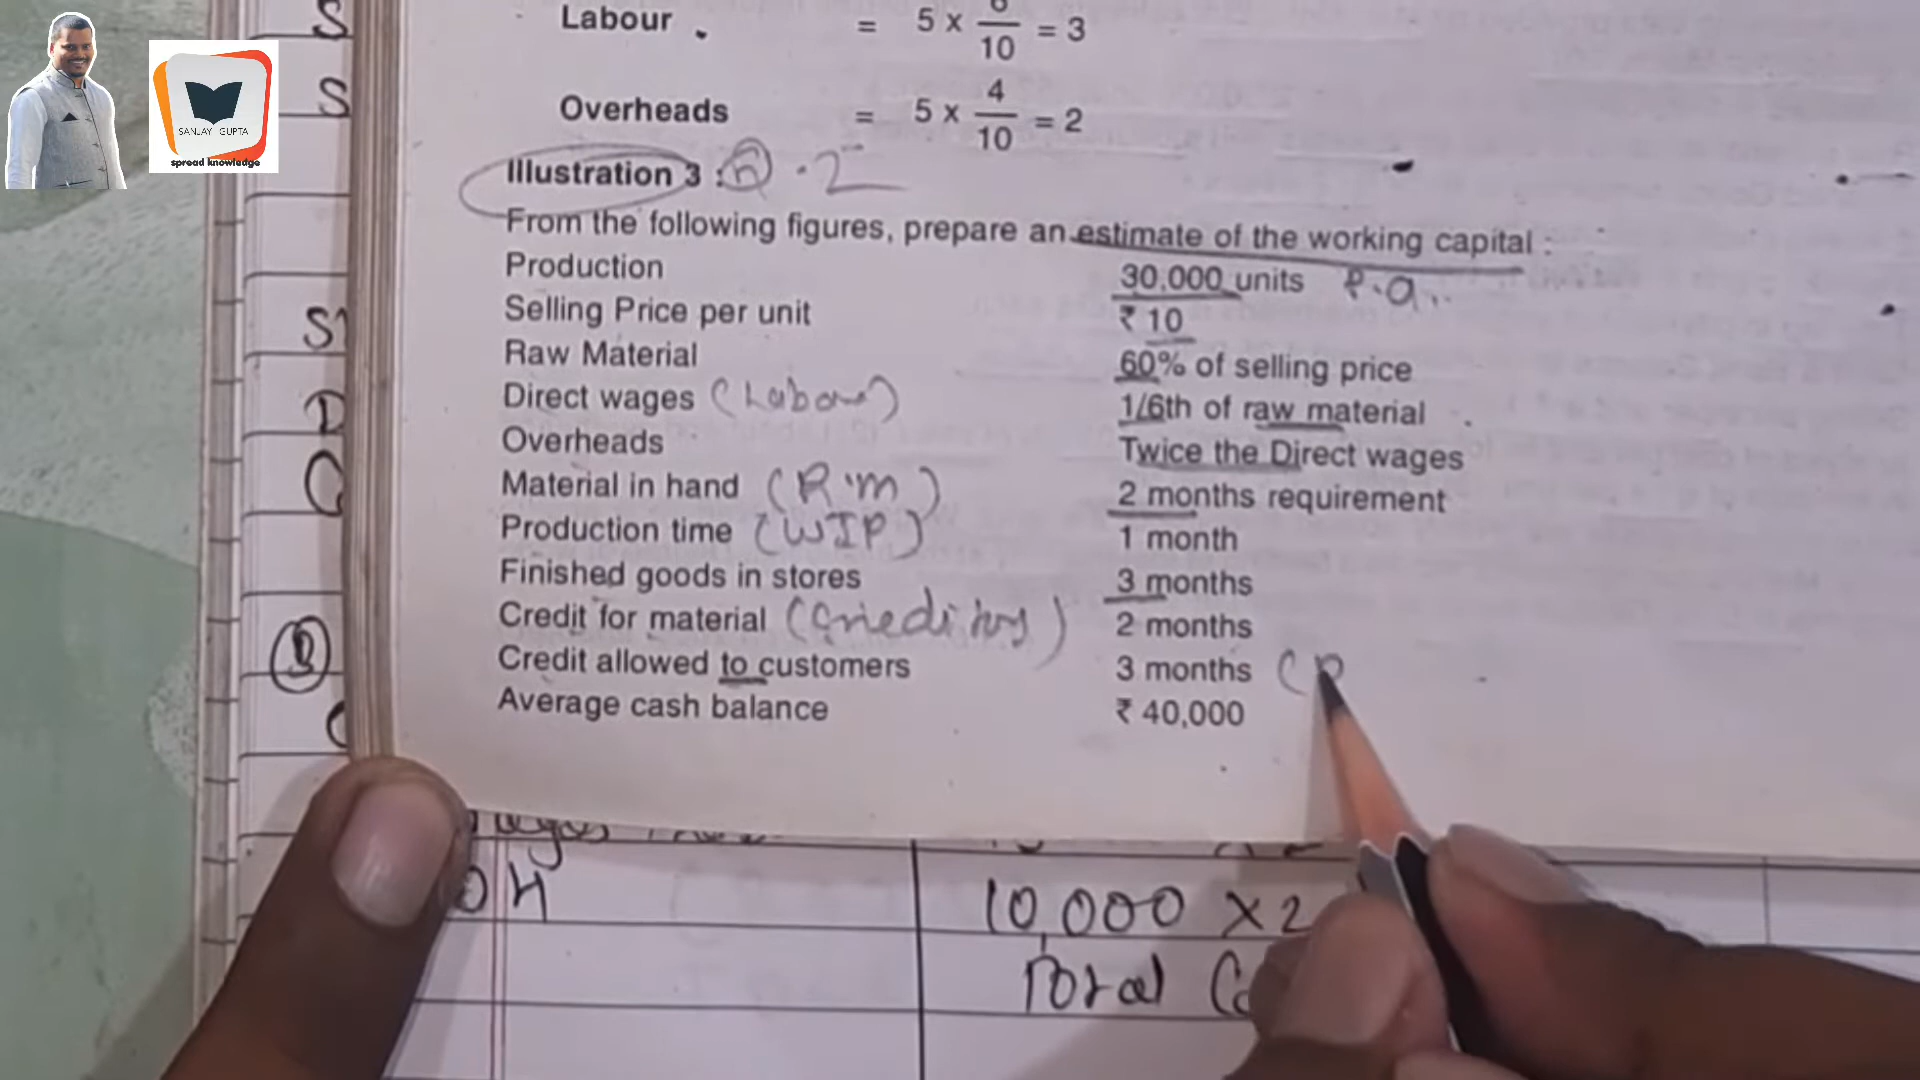 SANJAY GUPTA
spread knowledge
Labour = 5 x 6/10 = 3
Overheads = 5 x 4/10 = 2
Illustration 3 : n . 2
From the following figures, prepare an estimate of the working capital :
Production 30,000 units P.a.
Selling Price per unit ₹ 10
Raw Material 60% of selling price
Direct wages (Labour) 1/6th of raw material
Overheads Twice the Direct wages
Material in hand (R.m) 2 months requirement
Production time (WIP) 1 month
Finished goods in stores 3 months
Credit for material (Creditors) 2 months
Credit allowed to customers 3 months (D
Average cash balance ₹ 40,000
OH 10,000 x 2
Total